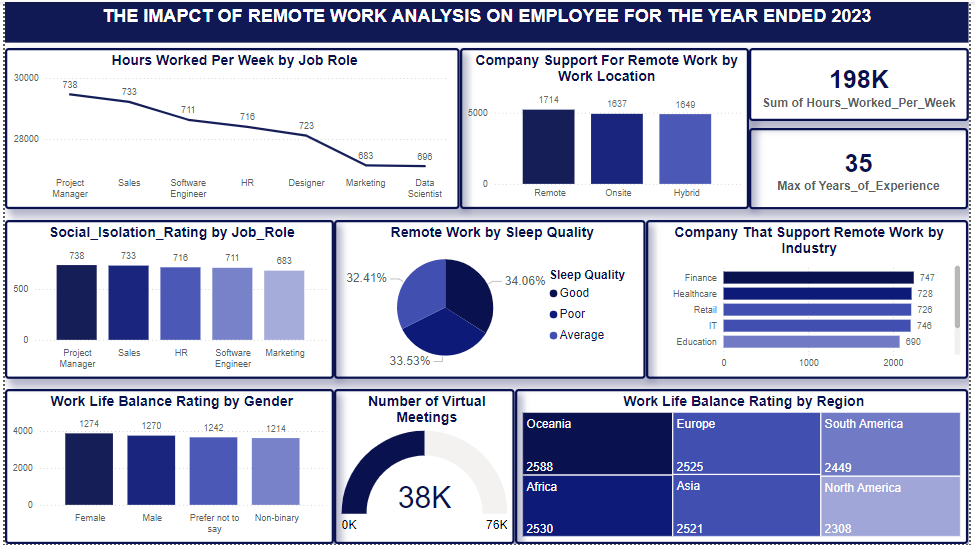 THE IMAPCT OF REMOTE WORK ANALYSIS ON EMPLOYEE FOR THE YEAR ENDED 2023
Hours Worked Per Week by Job Role
30000
28000
738
733
711
716
723
683
696
Project
Manager
Sales
Software
Engineer
HR
Designer
Marketing
Data
Scientist
Company Support For Remote Work by
Work Location
5000
0
1714
1637
1649
Remote
Onsite
Hybrid
198K
Sum of Hours_Worked_Per_Week
35
Max of Years_of_Experience
Social_Isolation_Rating by Job_Role
500
0
738
733
716
711
683
Project
Manager
Sales
HR
Software
Engineer
Marketing
Remote Work by Sleep Quality
32.41%
34.06%
33.53%
Sleep Quality
Good
Poor
Average
Company That Support Remote Work by
Industry
Finance
747
Healthcare
728
Retail
726
IT
746
Education
690
0
1000
2000
Work Life Balance Rating by Gender
4000
2000
0
1274
1270
1242
1214
Female
Male
Prefer not to
say
Non-binary
Number of Virtual
Meetings
38K
0K
76K
Work Life Balance Rating by Region
Oceania
2588
Europe
2525
South America
2449
Africa
2530
Asia
2521
North America
2308